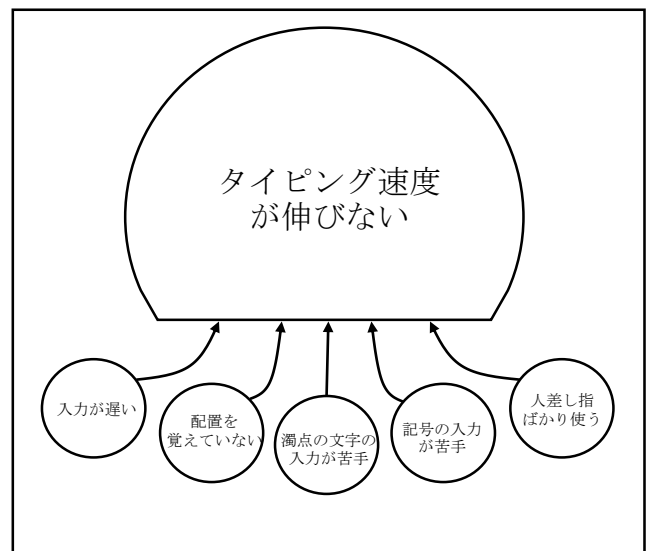 タイピング速度
が伸びない
入力が遅い
配置を
覚えていない
濁点の文字の
入力が苦手
記号の入力
が苦手
人差し指
ばかり使う